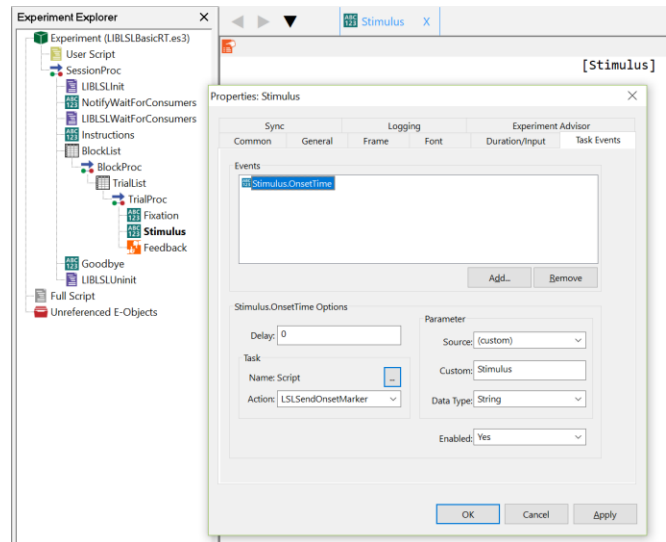 Experiment Explorer X
Experiment (LIBLSLBasicRT.es3)
User Script
SessionProc
LIBLSLInit
NotifyWaitForConsumers
LIBLSLWaitForConsumers
Instructions
BlockList
BlockProc
TrialList
TrialProc
Fixation
Stimulus
Feedback
Goodbye
LIBLSLUninit
Full Script
Unreferenced E-Objects
ABC 123 Stimulus X
[Stimulus]
Properties: Stimulus
Sync Logging Experiment Advisor
Common General Frame Font Duration/Input Task Events
Events
Stimulus.OnsetTime
Add... Remove
Stimulus.OnsetTime Options
Delay: 0
Task
Name: Script ...
Action: LSLSendOnsetMarker
Parameter
Source: (custom)
Custom: Stimulus
Data Type: String
Enabled: Yes
OK Cancel Apply